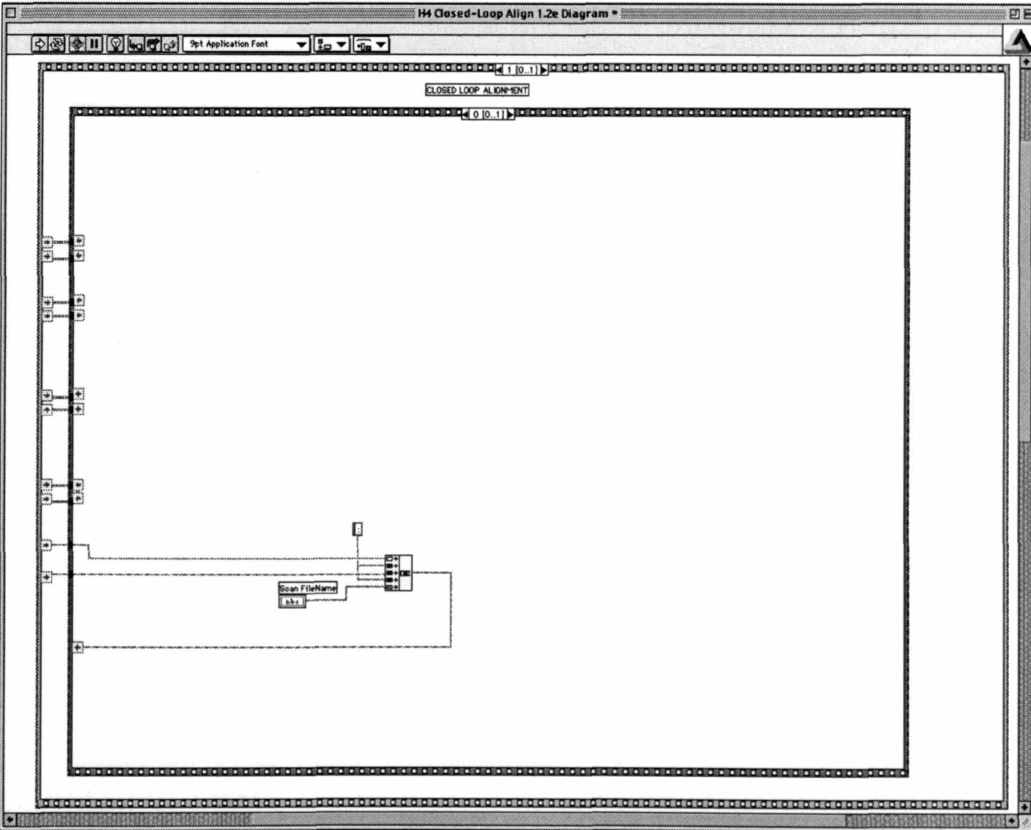 H4 Closed-Loop Align 1.2e Diagram *
9pt Application Font
1 [0..1]
CLOSED LOOP ALIGNMENT
0 [0..1]
:
Scan FileName
abc